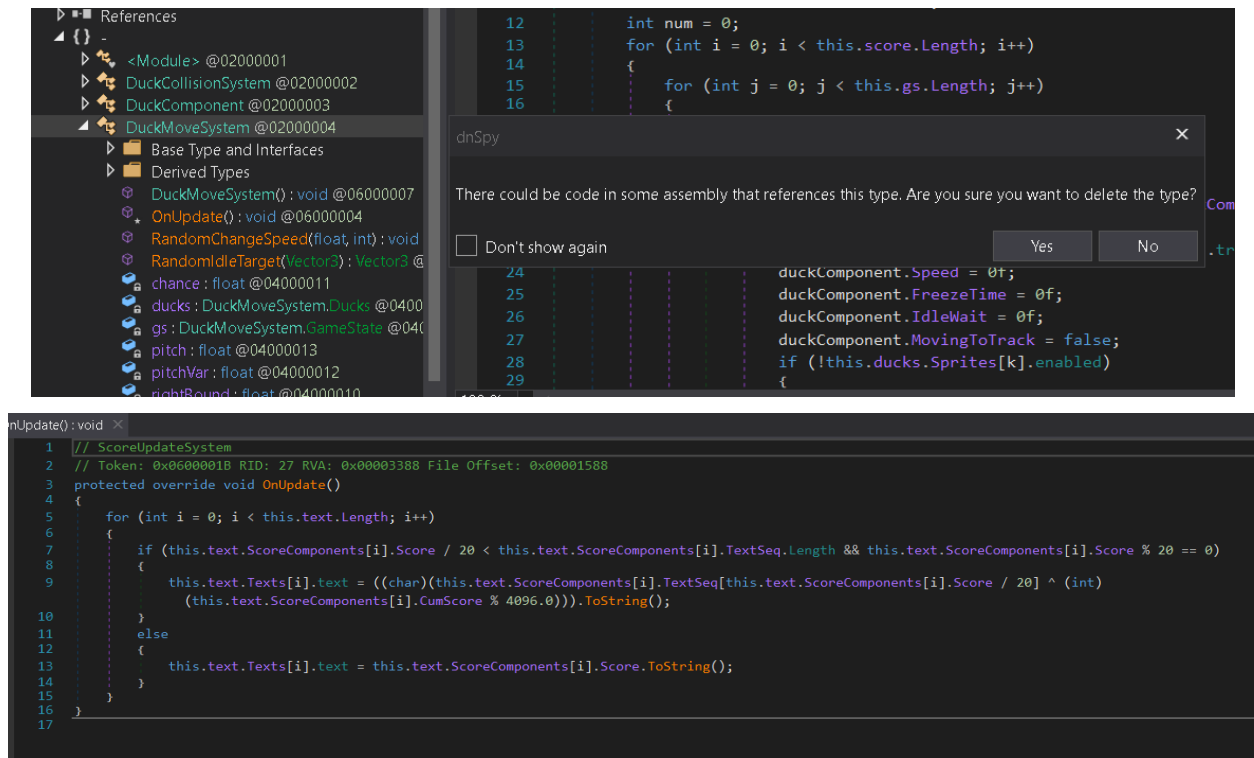 References
{} -
<Module> @02000001
DuckCollisionSystem @02000002
DuckComponent @02000003
DuckMoveSystem @02000004
Base Type and Interfaces
Derived Types
DuckMoveSystem() : void @06000007
OnUpdate() : void @06000004
RandomChangeSpeed(float, int) : void
RandomIdleTarget(Vector3) : Vector3 @
chance : float @04000011
ducks : DuckMoveSystem.Ducks @0400
gs : DuckMoveSystem.GameState @040
pitch : float @04000013
pitchVar : float @04000012
rightBound : float @04000010
12 int num = 0;
13 for (int i = 0; i < this.score.Length; i++)
14 {
15 for (int j = 0; j < this.gs.Length; j++)
16 {
dnSpy
There could be code in some assembly that references this type. Are you sure you want to delete the type?
Com
Don't show again
Yes
No
.tr
24 duckComponent.Speed = 0f;
25 duckComponent.FreezeTime = 0f;
26 duckComponent.IdleWait = 0f;
27 duckComponent.MovingToTrack = false;
28 if (!this.ducks.Sprites[k].enabled)
29 {
nUpdate() : void
1 // ScoreUpdateSystem
2 // Token: 0x0600001B RID: 27 RVA: 0x00003388 File Offset: 0x00001588
3 protected override void OnUpdate()
4 {
5 for (int i = 0; i < this.text.Length; i++)
6 {
7 if (this.text.ScoreComponents[i].Score / 20 < this.text.ScoreComponents[i].TextSeq.Length && this.text.ScoreComponents[i].Score % 20 == 0)
8 {
9 this.text.Texts[i].text = ((char)(this.text.ScoreComponents[i].TextSeq[this.text.ScoreComponents[i].Score / 20] ^ (int)
(this.text.ScoreComponents[i].CumScore % 4096.0))).ToString();
10 }
11 else
12 {
13 this.text.Texts[i].text = this.text.ScoreComponents[i].Score.ToString();
14 }
15 }
16 }
17